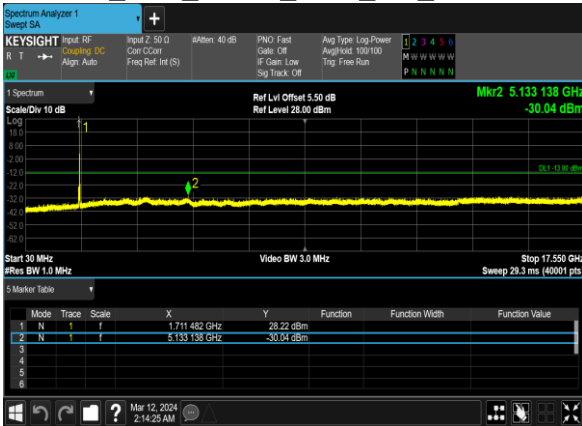 Spectrum Analyzer 1
Swept SA
+
KEYSIGHT Input: RF Input Z: 50 Ω #Atten: 40 dB PNO: Fast Avg Type: Log-Power 1 2 3 4 5 6
R T Coupling: DC Corr CCorr Gate: Off Avg|Hold: 100/100 M W W W W W
Align: Auto Freq Ref: Int (S) IF Gain: Low Trig: Free Run
LW Sig Track: Off P N N N N N
1 Spectrum Ref Lvl Offset 5.50 dB Mkr2 5.133 138 GHz
Scale/Div 10 dB Ref Level 28.00 dBm -30.04 dBm
Log
18.0
8.00
-2.00
-12.0
-22.0
-32.0
-42.0
-52.0
-62.0
1
2
DL1 -13.00 dBm
Start 30 MHz Video BW 3.0 MHz Stop 17.550 GHz
#Res BW 1.0 MHz Sweep 29.3 ms (40001 pts
5 Marker Table
Mode Trace Scale X Y Function Function Width Function Value
1 N 1 f 1.711 482 GHz 28.22 dBm
2 N 1 f 5.133 138 GHz -30.04 dBm
3
4
5
6
? Mar 12, 2024
2:14:25 AM